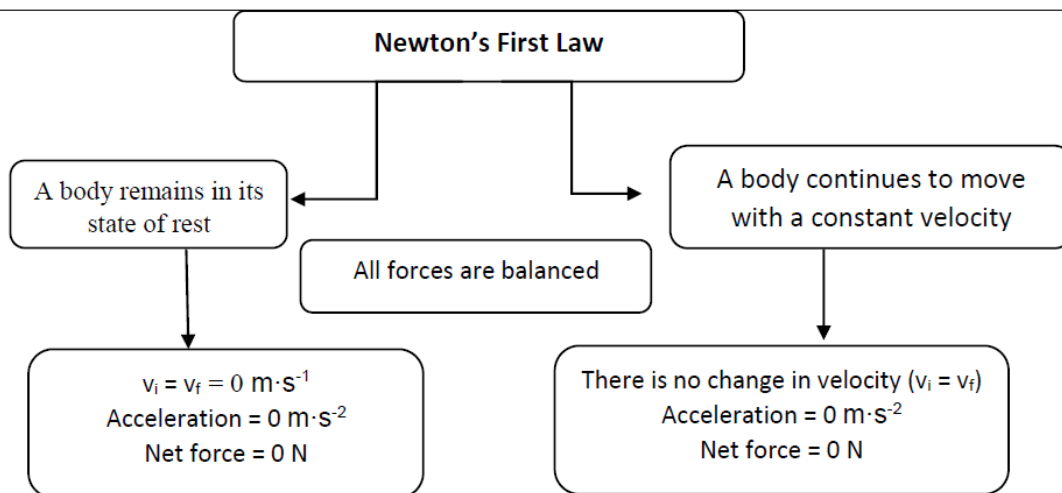 Newton’s First Law
A body remains in its
state of rest
A body continues to move
with a constant velocity
All forces are balanced
vᵢ = v_f = 0 m·s⁻¹
Acceleration = 0 m·s⁻²
Net force = 0 N
There is no change in velocity (vᵢ = v_f)
Acceleration = 0 m·s⁻²
Net force = 0 N